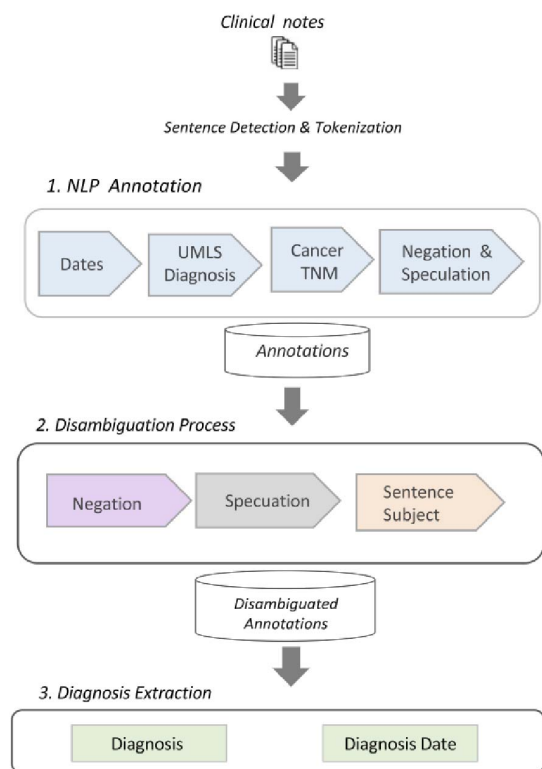 Clinical notes
Sentence Detection & Tokenization
1. NLP Annotation
Dates
UMLS
Diagnosis
Cancer
TNM
Negation &
Speculation
Annotations
2. Disambiguation Process
Negation
Specuation
Sentence
Subject
Disambiguated
Annotations
3. Diagnosis Extraction
Diagnosis
Diagnosis Date